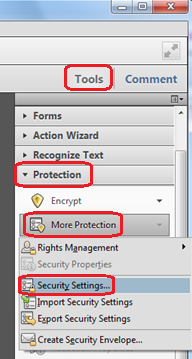 Tools Comment
Forms
Action Wizard
Recognize Text
Protection
Encrypt
More Protection
Rights Management
Security Properties
Security Settings...
Import Security Settings
Export Security Settings
Create Security Envelope...